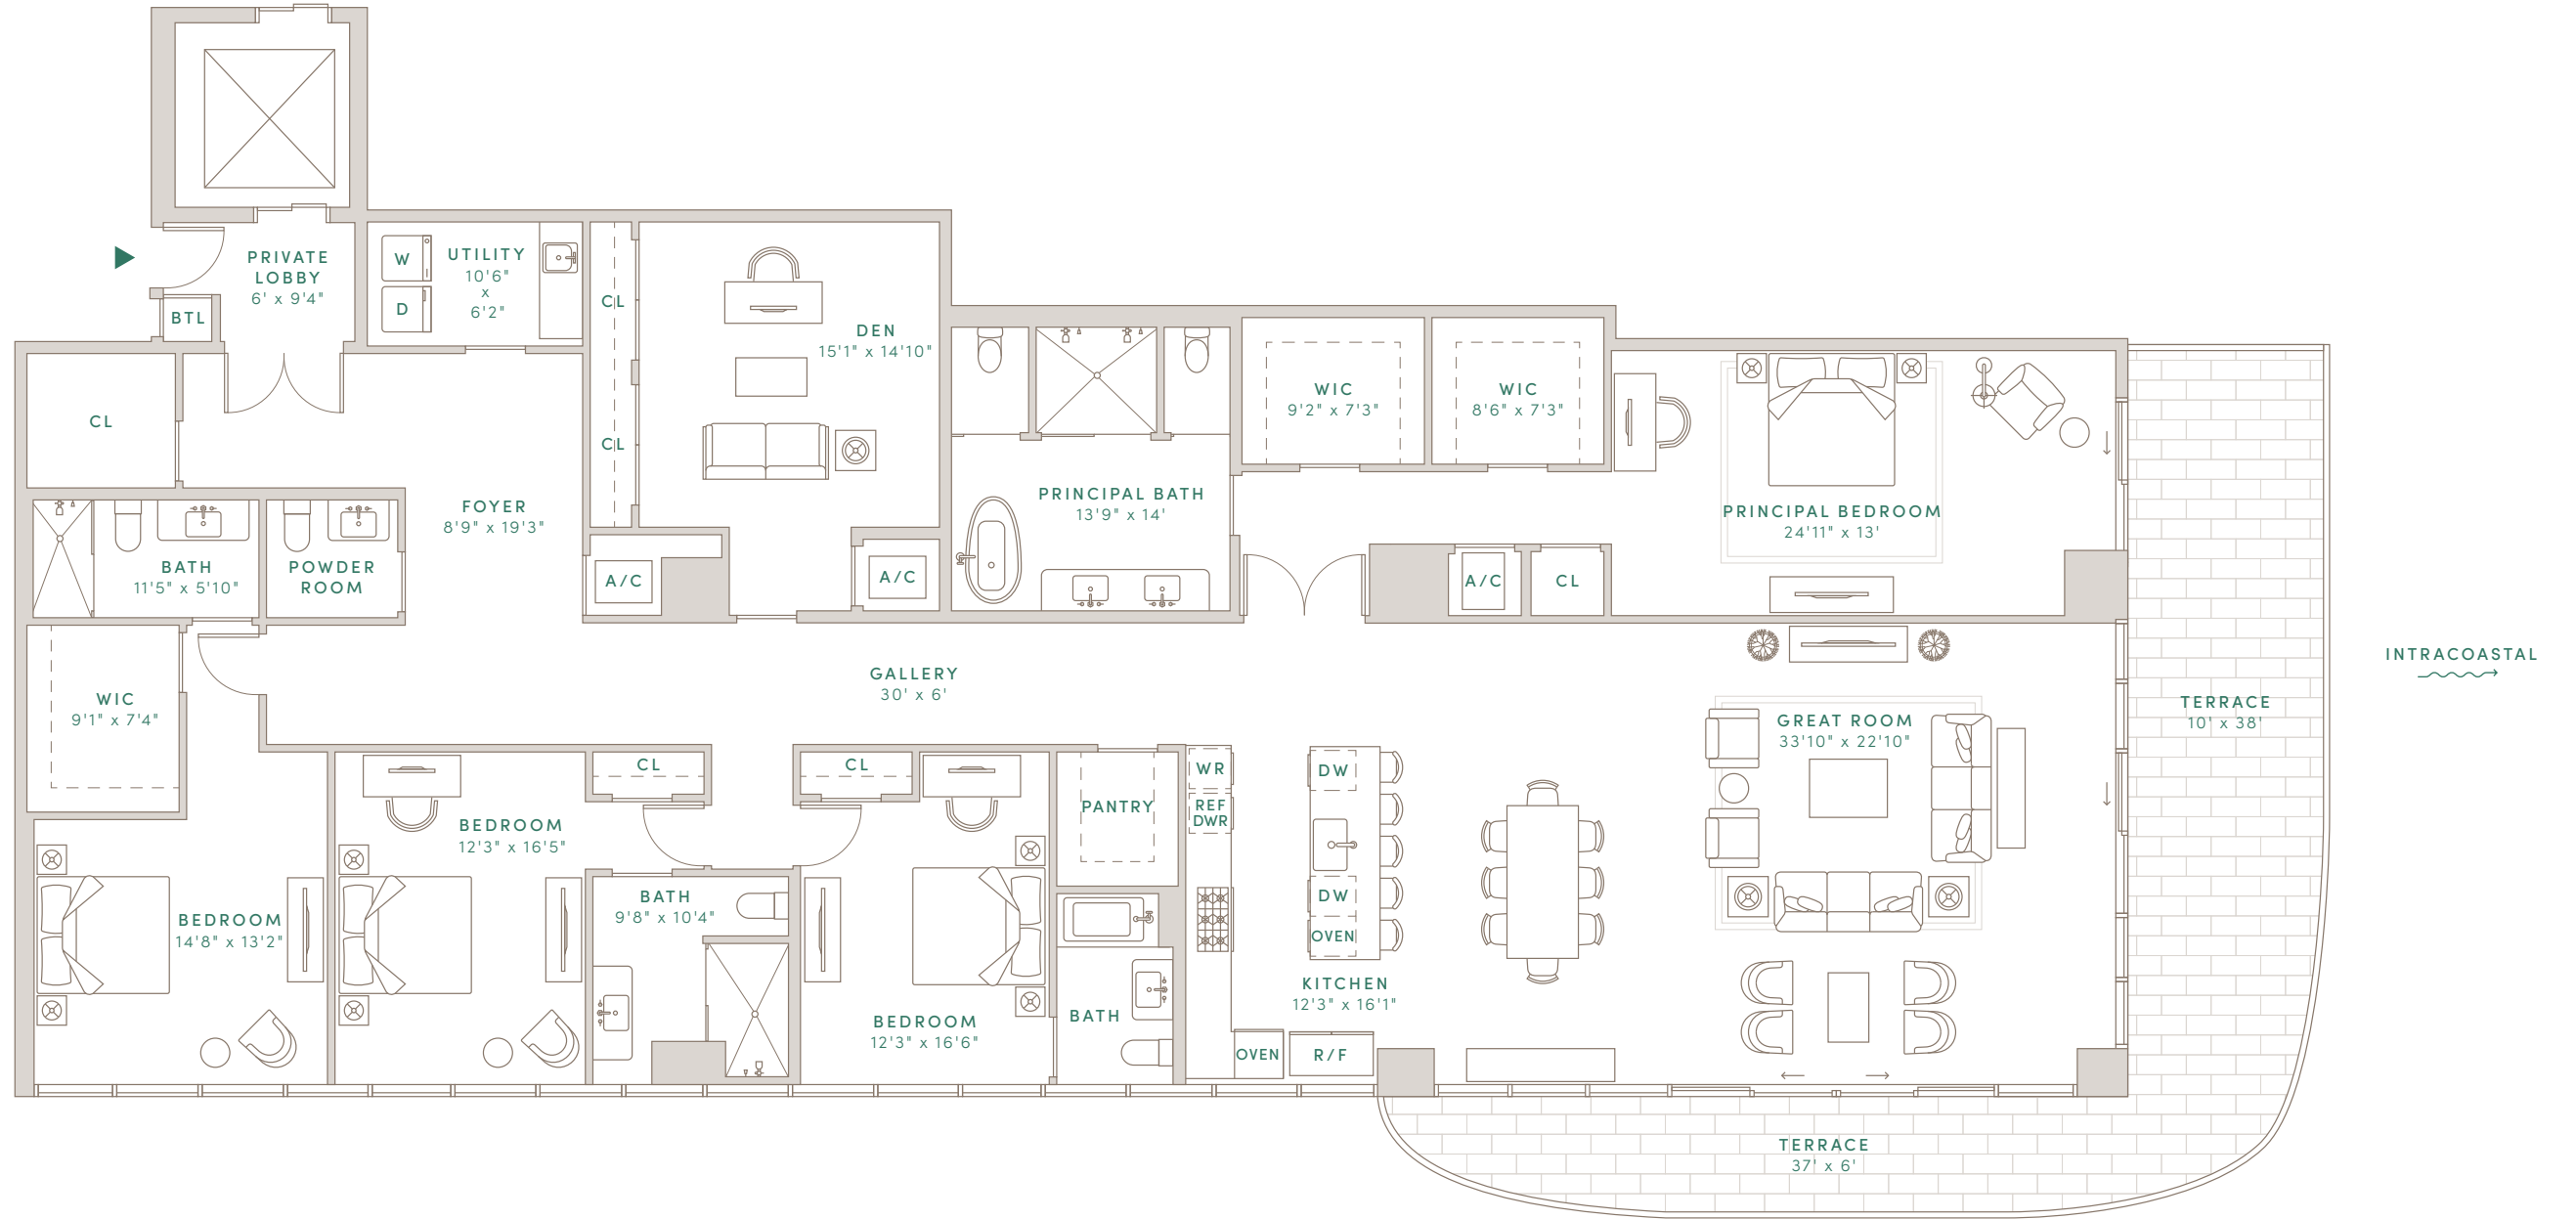 PRIVATE
LOBBY
6' x 9'4"
BTL
W
D
UTILITY
10'6"
x
6'2"
CL
CL
DEN
15'1" x 14'10"
CL
FOYER
8'9" x 19'3"
BATH
11'5" x 5'10"
POWDER
ROOM
A/C
A/C
PRINCIPAL BATH
13'9" x 14'
WIC
9'2" x 7'3"
WIC
8'6" x 7'3"
A/C
CL
PRINCIPAL BEDROOM
24'11" x 13'
WIC
9'1" x 7'4"
GALLERY
30' x 6'
GREAT ROOM
33'10" x 22'10"
TERRACE
10' x 38'
INTRACOASTAL
BEDROOM
14'8" x 13'2"
BEDROOM
12'3" x 16'5"
CL
CL
BATH
9'8" x 10'4"
BEDROOM
12'3" x 16'6"
PANTRY
BATH
WR
REF
DWR
DW
DW
OVEN
KITCHEN
12'3" x 16'1"
OVEN
R/F
TERRACE
37' x 6'